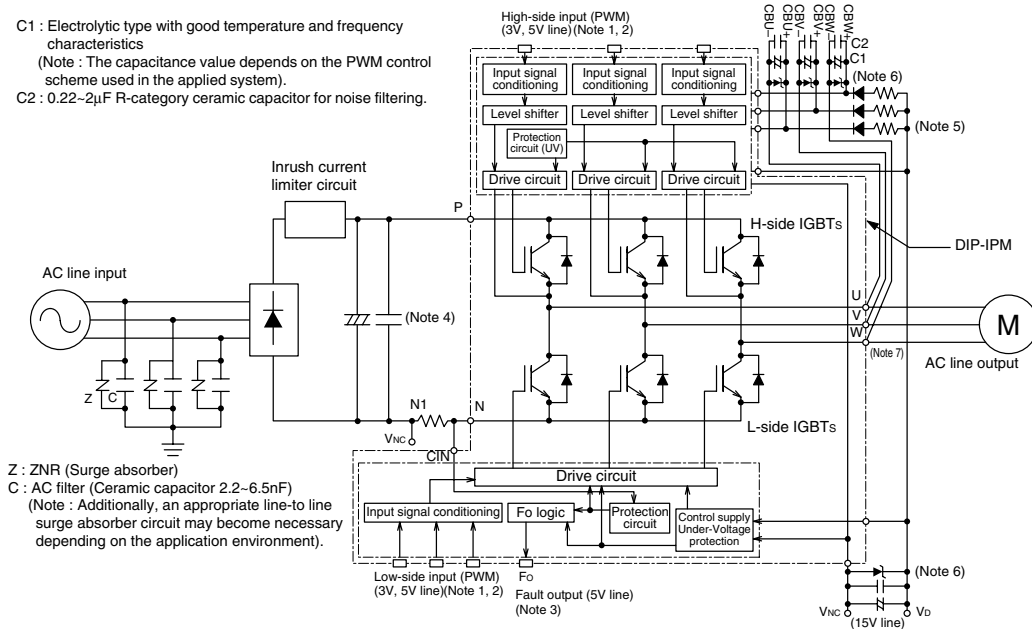 C1 : Electrolytic type with good temperature and frequency
characteristics
(Note : The capacitance value depends on the PWM control
scheme used in the applied system).
C2 : 0.22~2μF R-category ceramic capacitor for noise filtering.
High-side input (PWM)
(3V, 5V line)(Note 1, 2)
CBU-
CBU+
CBV-
CBV+
CBW-
CBW+
C2
C1
(Note 6)
(Note 5)
Input signal
conditioning
Input signal
conditioning
Input signal
conditioning
Level shifter
Level shifter
Level shifter
Protection
circuit (UV)
Drive circuit
Drive circuit
Drive circuit
Inrush current
limiter circuit
P
H-side IGBTs
DIP-IPM
AC line input
(Note 4)
U
V
W
(Note 7)
M
AC line output
Z
C
N1
N
VNC
CIN
L-side IGBTs
Z : ZNR (Surge absorber)
C : AC filter (Ceramic capacitor 2.2~6.5nF)
(Note : Additionally, an appropriate line-to line
surge absorber circuit may become necessary
depending on the application environment).
Drive circuit
Input signal conditioning
Fo logic
Protection
circuit
Control supply
Under-Voltage
protection
Low-side input (PWM)
(3V, 5V line)(Note 1, 2)
FO
Fault output (5V line)
(Note 3)
(Note 6)
VNC
(15V line)
VD